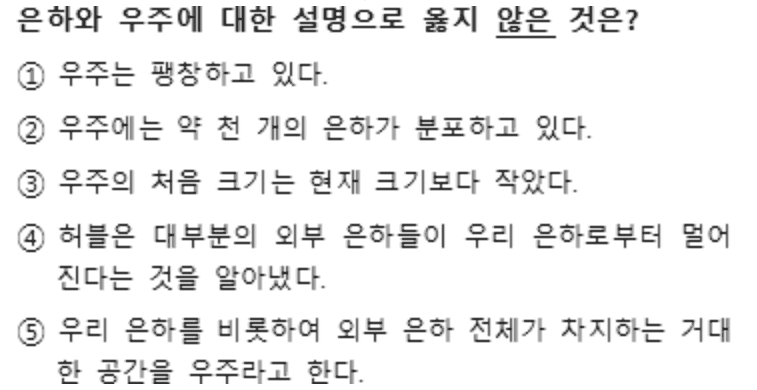 은하와 우주에 대한 설명으로 옳지 않은 것은?
① 우주는 팽창하고 있다.
② 우주에는 약 천 개의 은하가 분포하고 있다.
③ 우주의 처음 크기는 현재 크기보다 작았다.
④ 허블은 대부분의 외부 은하들이 우리 은하로부터 멀어
진다는 것을 알아냈다.
⑤ 우리 은하를 비롯하여 외부 은하 전체가 차지하는 거대
한 공간을 우주라고 한다.